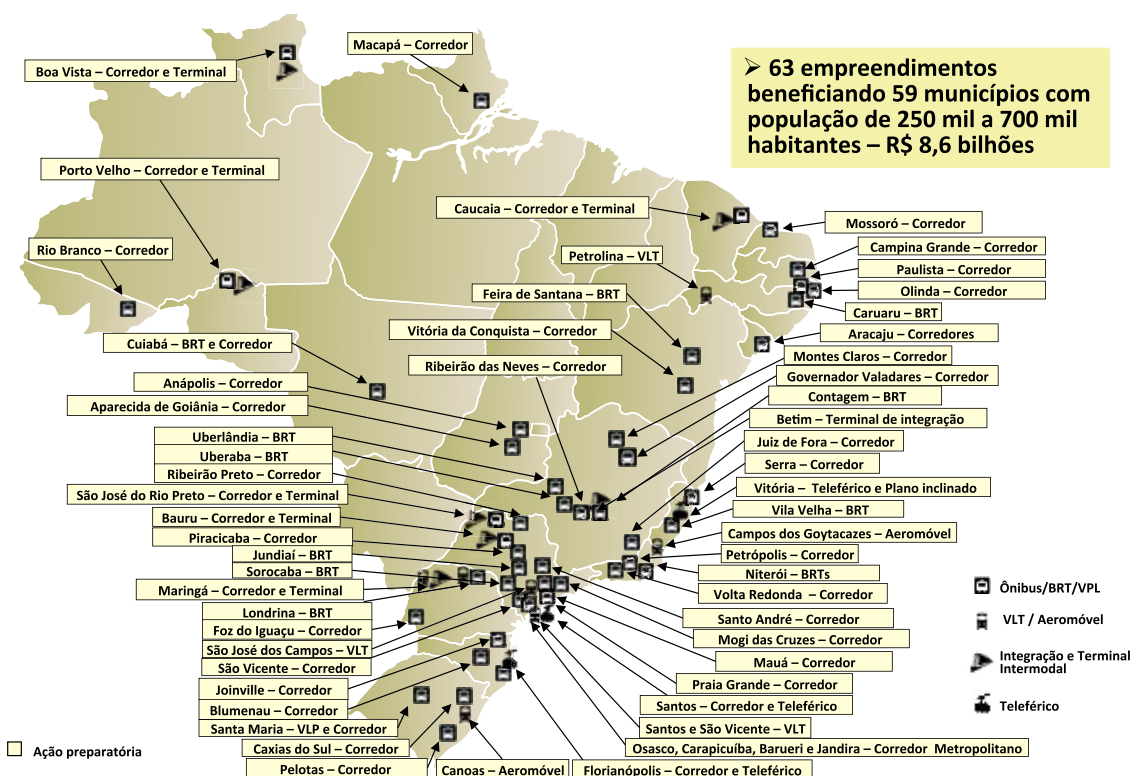 Macapá – Corredor
Boa Vista – Corredor e Terminal
➢ 63 empreendimentos
beneficiando 59 municípios com
população de 250 mil a 700 mil
habitantes – R$ 8,6 bilhões
Porto Velho – Corredor e Terminal
Caucaia – Corredor e Terminal
Mossoró – Corredor
Rio Branco – Corredor
Campina Grande – Corredor
Petrolina – VLT
Paulista – Corredor
Feira de Santana – BRT
Olinda – Corredor
Caruaru – BRT
Vitória da Conquista – Corredor
Aracaju – Corredores
Cuiabá – BRT e Corredor
Montes Claros – Corredor
Ribeirão das Neves – Corredor
Governador Valadares – Corredor
Anápolis – Corredor
Contagem – BRT
Aparecida de Goiânia – Corredor
Betim – Terminal de integração
Uberlândia – BRT
Juiz de Fora – Corredor
Uberaba – BRT
Serra – Corredor
Ribeirão Preto – Corredor
Vitória – Teleférico e Plano inclinado
São José do Rio Preto – Corredor e Terminal
Vila Velha – BRT
Bauru – Corredor e Terminal
Campos dos Goytacazes – Aeromóvel
Piracicaba – Corredor
Petrópolis – Corredor
Jundiaí – BRT
Niterói – BRTs
Sorocaba – BRT
Volta Redonda – Corredor
Maringá – Corredor e Terminal
Londrina – BRT
Santo André – Corredor
Foz do Iguaçu – Corredor
Mogi das Cruzes – Corredor
São José dos Campos – VLT
Mauá – Corredor
São Vicente – Corredor
Praia Grande – Corredor
Joinville – Corredor
Santos – Corredor e Teleférico
Blumenau – Corredor
Santos e São Vicente – VLT
Santa Maria – VLP e Corredor
Osasco, Carapicuíba, Barueri e Jandira – Corredor Metropolitano
Caxias do Sul – Corredor
Pelotas – Corredor
Canoas – Aeromóvel
Florianópolis – Corredor e Teleférico
Ônibus/BRT/VPL
VLT / Aeromóvel
Integração e Terminal
Intermodal
Teleférico
Ação preparatória